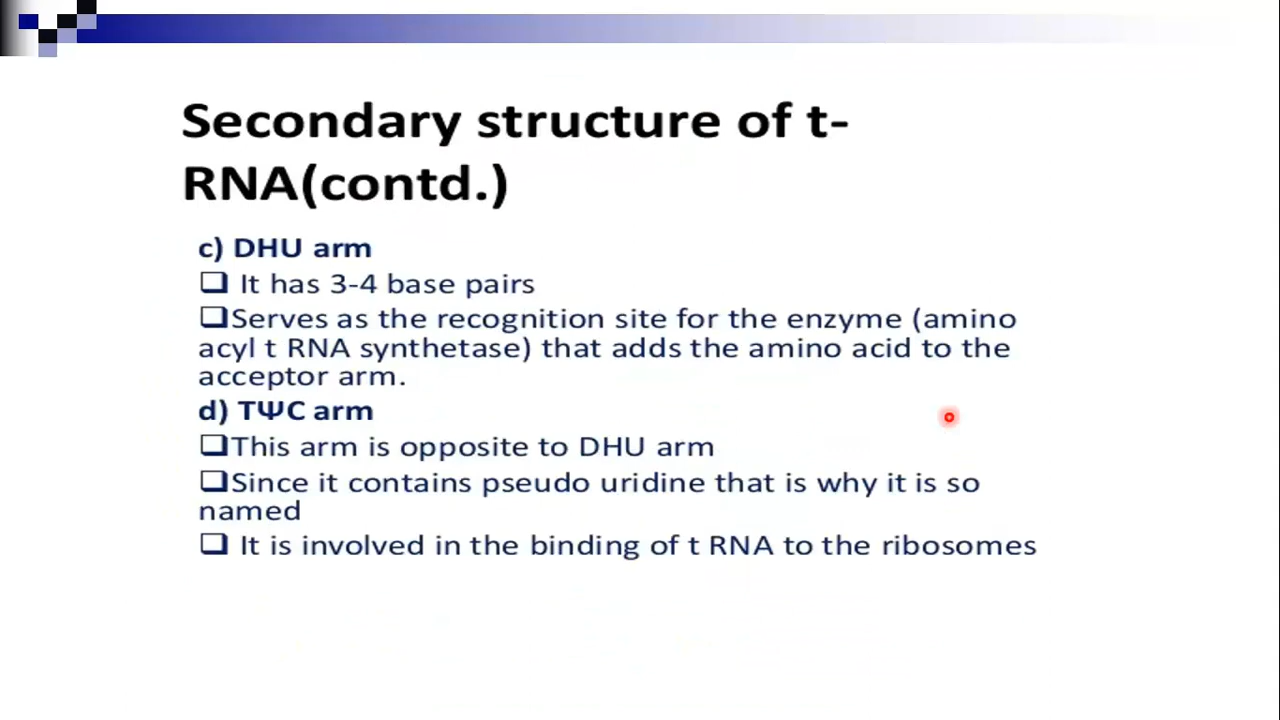 Secondary structure of t-
RNA(contd.)
c) DHU arm
❑ It has 3-4 base pairs
❑Serves as the recognition site for the enzyme (amino
acyl t RNA synthetase) that adds the amino acid to the
acceptor arm.
d) TΨC arm
❑This arm is opposite to DHU arm
❑Since it contains pseudo uridine that is why it is so
named
❑ It is involved in the binding of t RNA to the ribosomes